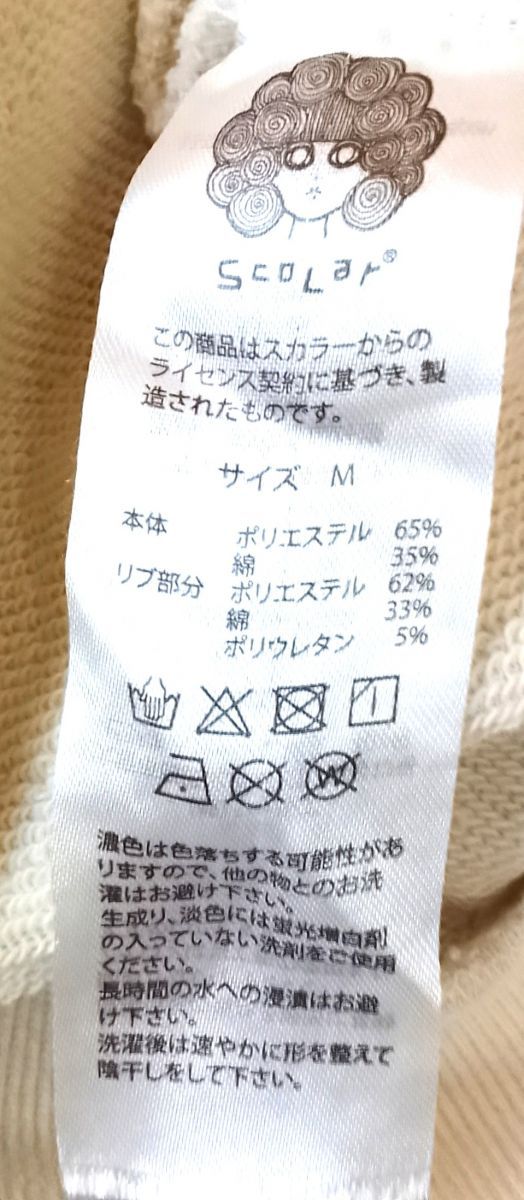 ScoLar®
この商品はスカラーからの
ライセンス契約に基づき、製
造されたものです。
サイズ M
本体 ポリエステル 65%
綿 35%
リブ部分 ポリエステル 62%
綿 33%
ポリウレタン 5%
W
濃色は色落ちする可能性があ
りますので、他の物とのお洗
濯はお避け下さい。
生成り、淡色には蛍光増白剤
の入っていない洗剤をご使用
ください。
長時間の水への浸漬はお避
け下さい。
洗濯後は速やかに形を整えて
陰干しをして下さい。